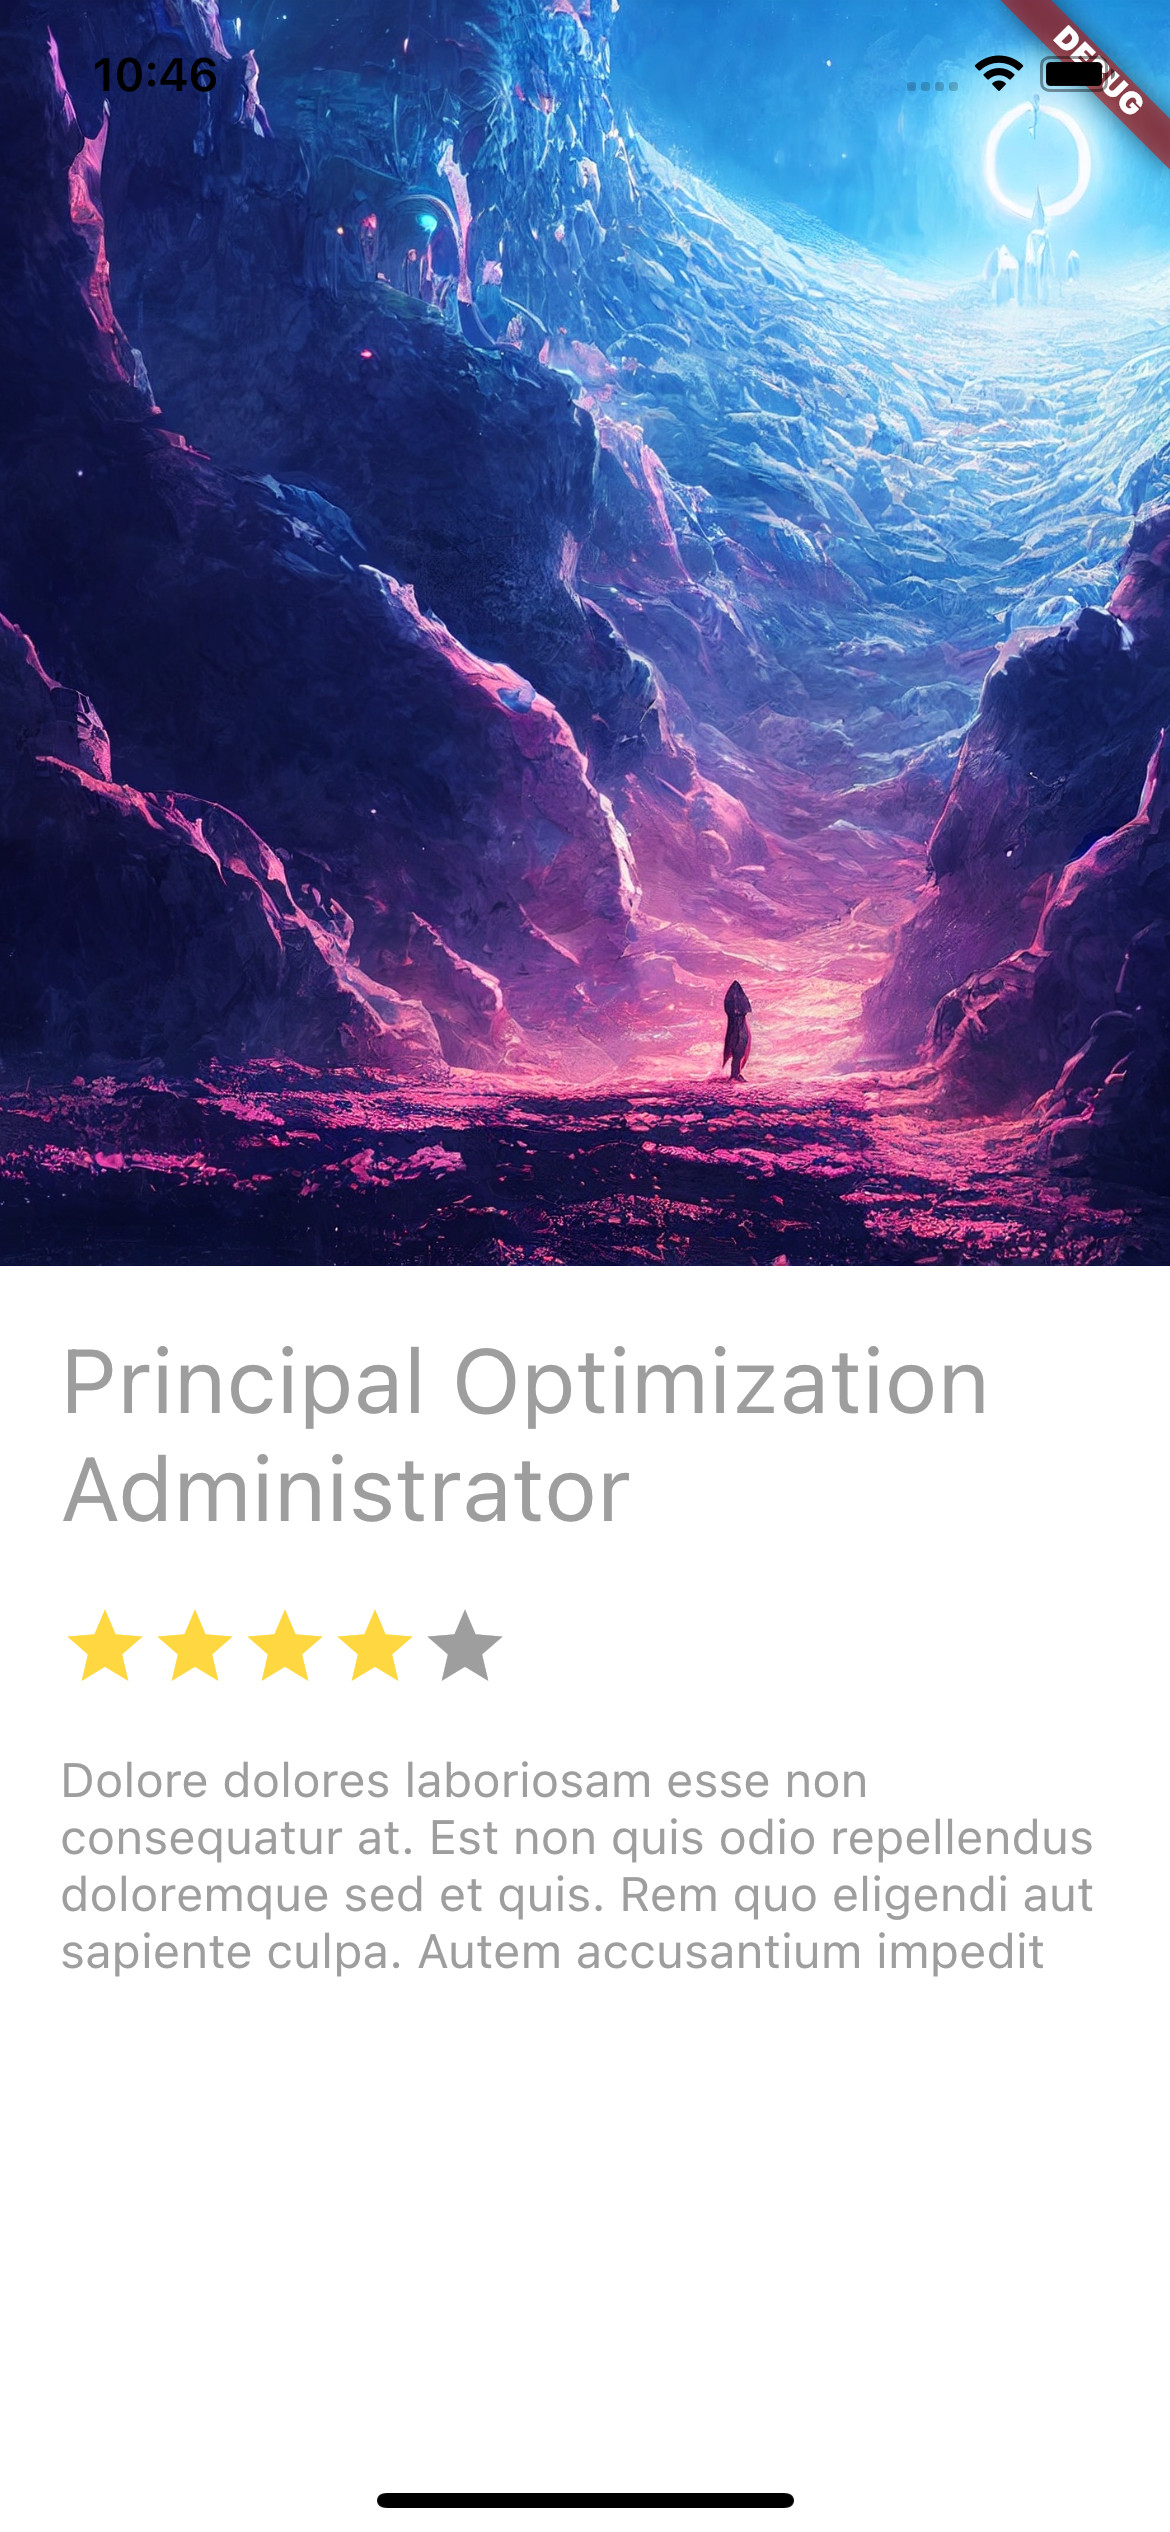 10:46
DEBUG
Principal Optimization
Administrator
Dolore dolores laboriosam esse non
consequatur at. Est non quis odio repellendus
doloremque sed et quis. Rem quo eligendi aut
sapiente culpa. Autem accusantium impedit